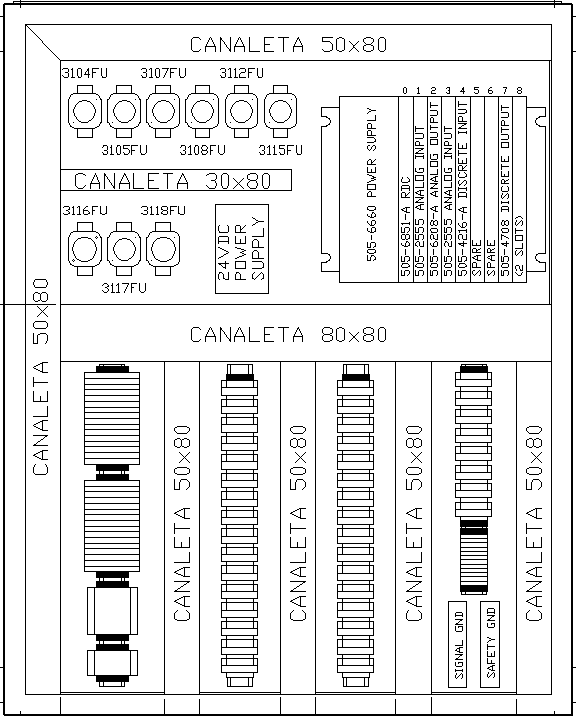 CANALETA 50x80
3104FU 3107FU 3112FU
3105FU 3108FU 3115FU
CANALETA 30x80
3116FU 3118FU
3117FU
24VDC
POWER
SUPPLY
0 1 2 3 4 5 6 7 8
505-6660 POWER SUPPLY
505-6851-A RDC
505-2555 ANALOG INPUT
505-6208-A ANALOG OUTPUT
505-2555 ANALOG INPUT
505-4216-A DISCRETE INPUT
SPARE
SPARE
505-4708 DISCRETE OUTPUT
(2 SLOTS)
CANALETA 50x80
CANALETA 80x80
CANALETA 50x80
CANALETA 50x80
CANALETA 50x80
CANALETA 50x80
SIGNAL GND
SAFETY GND